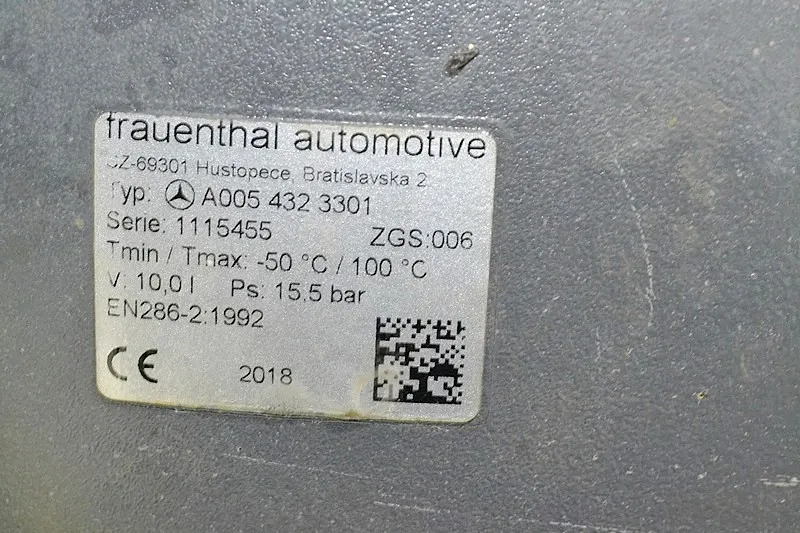 frauenthal automotive
CZ-69301 Hustopece, Bratislavska 2
Typ: A005 432 3301
Serie: 1115455 ZGS:006
Tmin / Tmax: -50 °C / 100 °C
V: 10,0 l Ps: 15,5 bar
EN286-2:1992
CE 2018